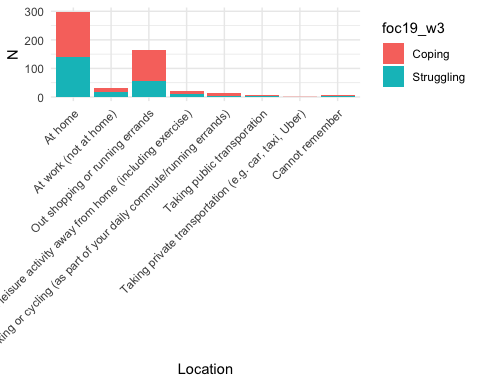 300
200
100
0
N
At home
At work (not at home)
Out shopping or running errands
leisure activity away from home (including exercise)
or cycling (as part of your daily commute/running errands)
Taking public transporation
Taking private transportation (e.g. car, taxi, Uber)
Cannot remember
Location
foc19_w3
Coping
Struggling